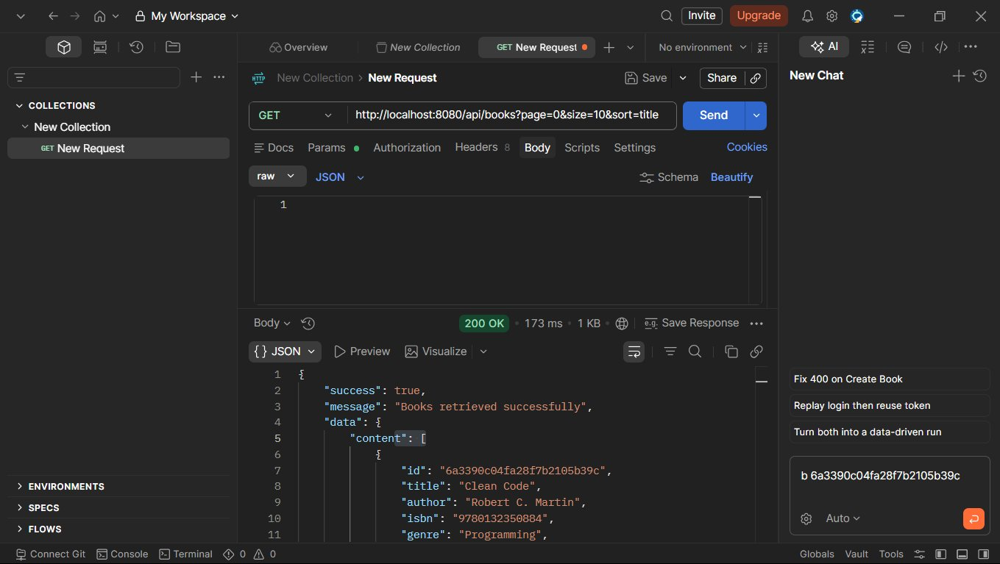 My Workspace
Invite
Upgrade
Overview
New Collection
GET New Request
No environment
AI
New Collection > New Request
Save
Share
New Chat
COLLECTIONS
New Collection
GET New Request
GET
http://localhost:8080/api/books?page=0&size=10&sort=title
Send
Docs
Params
Authorization
Headers 8
Body
Scripts
Settings
Cookies
raw
JSON
Schema
Beautify
1
Body
200 OK • 173 ms • 1 KB
e.g. Save Response
{} JSON
Preview
Visualize
1 {
2 "success": true,
3 "message": "Books retrieved successfully",
4 "data": {
5 "content": [
6 {
7 "id": "6a3390c04fa28f7b2105b39c",
8 "title": "Clean Code",
9 "author": "Robert C. Martin",
10 "isbn": "9780132350884",
11 "genre": "Programming",
Fix 400 on Create Book
Replay login then reuse token
Turn both into a data-driven run
b 6a3390c04fa28f7b2105b39c
Auto
ENVIRONMENTS
SPECS
FLOWS
Connect Git
Console
Terminal
0
0
Globals
Vault
Tools